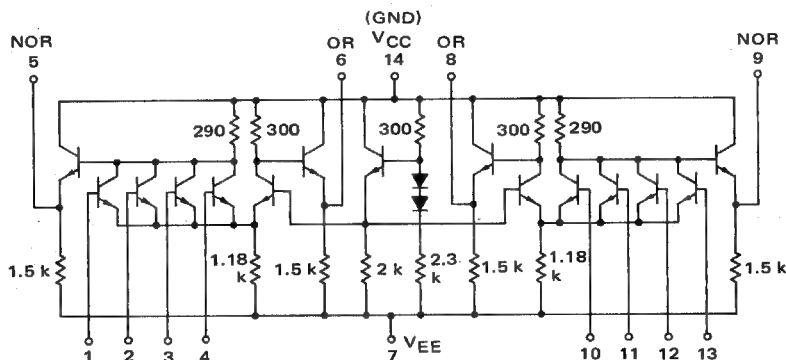 (GND)
NOR OR VCC OR NOR
5 6 14 8 9
290 300 300 300 290
1.5 k 1.18 k 1.5 k 2 k 2.3 k 1.5 k 1.18 k 1.5 k
1 2 3 4 7 VEE 10 11 12 13